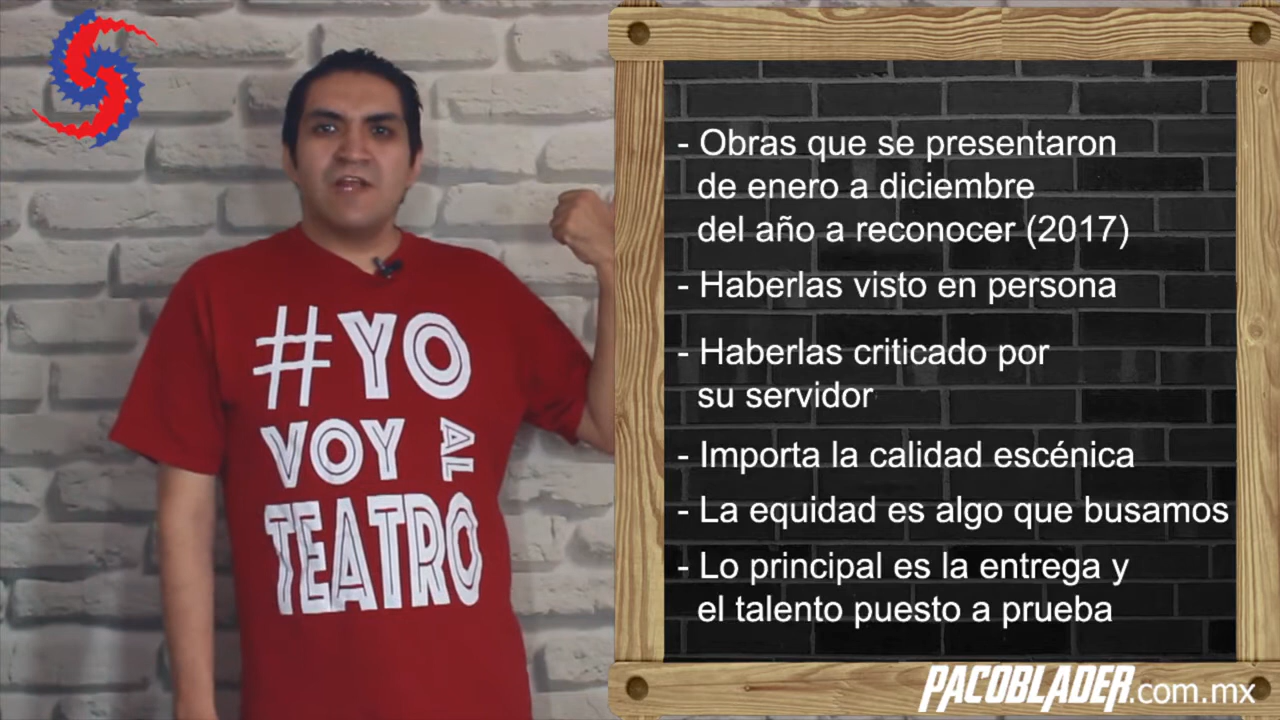 #YO
VOY AL
TEATRO
- Obras que se presentaron
de enero a diciembre
del año a reconocer (2017)
- Haberlas visto en persona
- Haberlas criticado por
su servidor
- Importa la calidad escénica
- La equidad es algo que busamos
- Lo principal es la entrega y
el talento puesto a prueba
PACOBLADER.com.mx